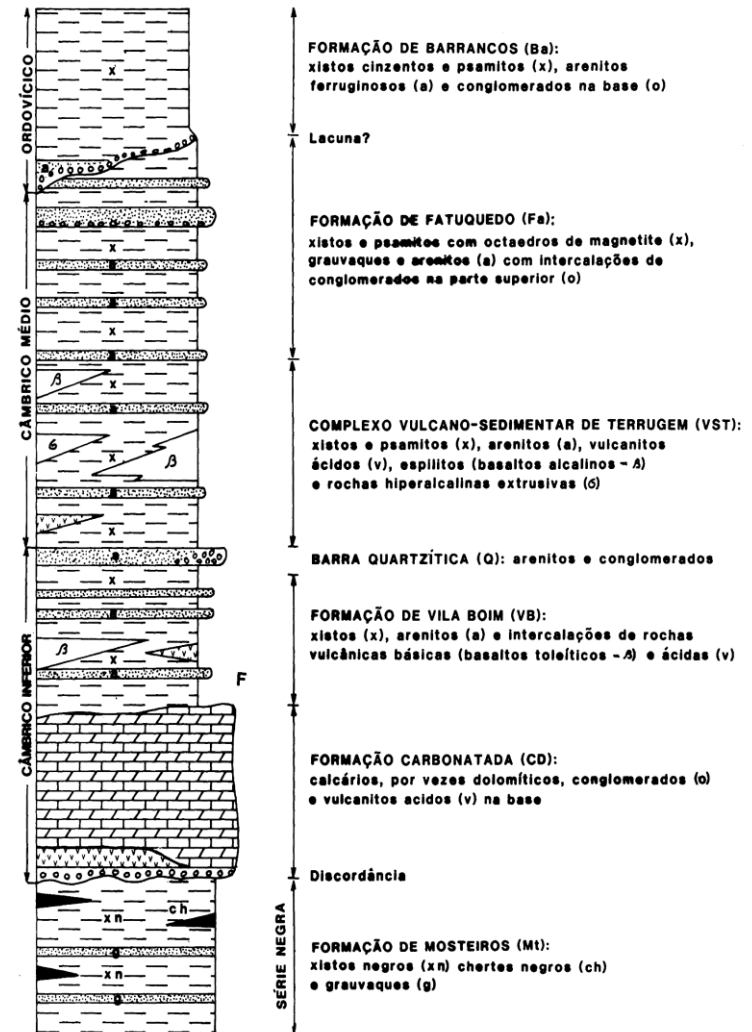 ORDOVÍCICO
CÂMBRICO MÉDIO
CÂMBRICO INFERIOR
x
a
x
a
a
x
a
β
x
a
6
x
β
a
x
a
x
a
β
x
a
F
ch
xn
g
xn
g
SÉRIE NEGRA
FORMAÇÃO DE BARRANCOS (Ba):
xistos cinzentos e psamitos (x), arenitos
ferruginosos (a) e conglomerados na base (o)
Lacuna?
FORMAÇÃO DE FATUQUEDO (Fa):
xistos e psamitos com octaedros de magnetite (x),
grauvaques e arenitos (a) com intercalações de
conglomerados na parte superior (o)
COMPLEXO VULCANO-SEDIMENTAR DE TERRUGEM (VST):
xistos e psamitos (x), arenitos (a), vulcanitos
ácidos (v), espilitos (basaltos alcalinos - β)
e rochas hiperalcalinas extrusivas (6)
BARRA QUARTZÍTICA (Q): arenitos e conglomerados
FORMAÇÃO DE VILA BOIM (VB):
xistos (x), arenitos (a) e intercalações de rochas
vulcânicas básicas (basaltos toleíticos - β) e ácidas (v)
FORMAÇÃO CARBONATADA (CD):
calcários, por vezes dolomíticos, conglomerados (o)
e vulcanitos acidos (v) na base
Discordância
FORMAÇÃO DE MOSTEIROS (Mt):
xistos negros (xn) chertes negros (ch)
e grauvaques (g)